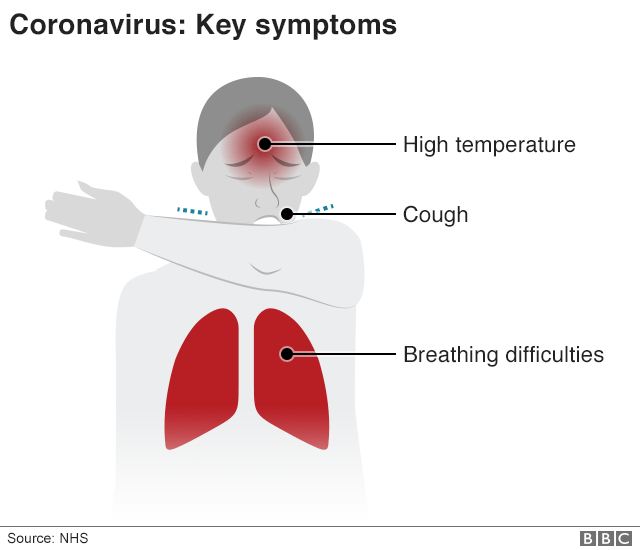 Coronavirus: Key symptoms
High temperature
Cough
Breathing difficulties
Source: NHS
BBC